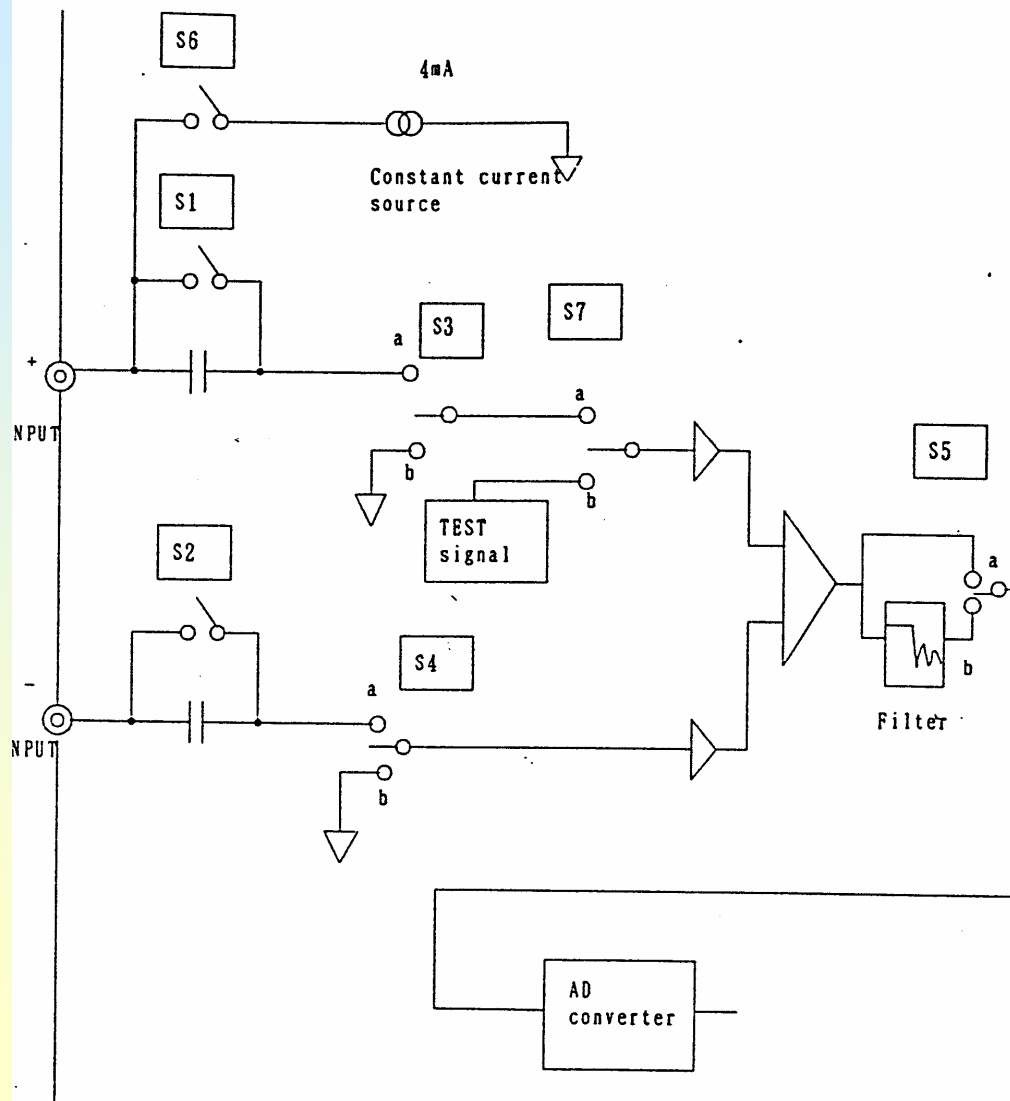 S6
4mA
Constant current
source
S1
S7
S3
a
+
a
NPUT
b
b
S5
TEST
signal
a
S2
b
S4
-
a
Filter
NPUT
b
AD
converter